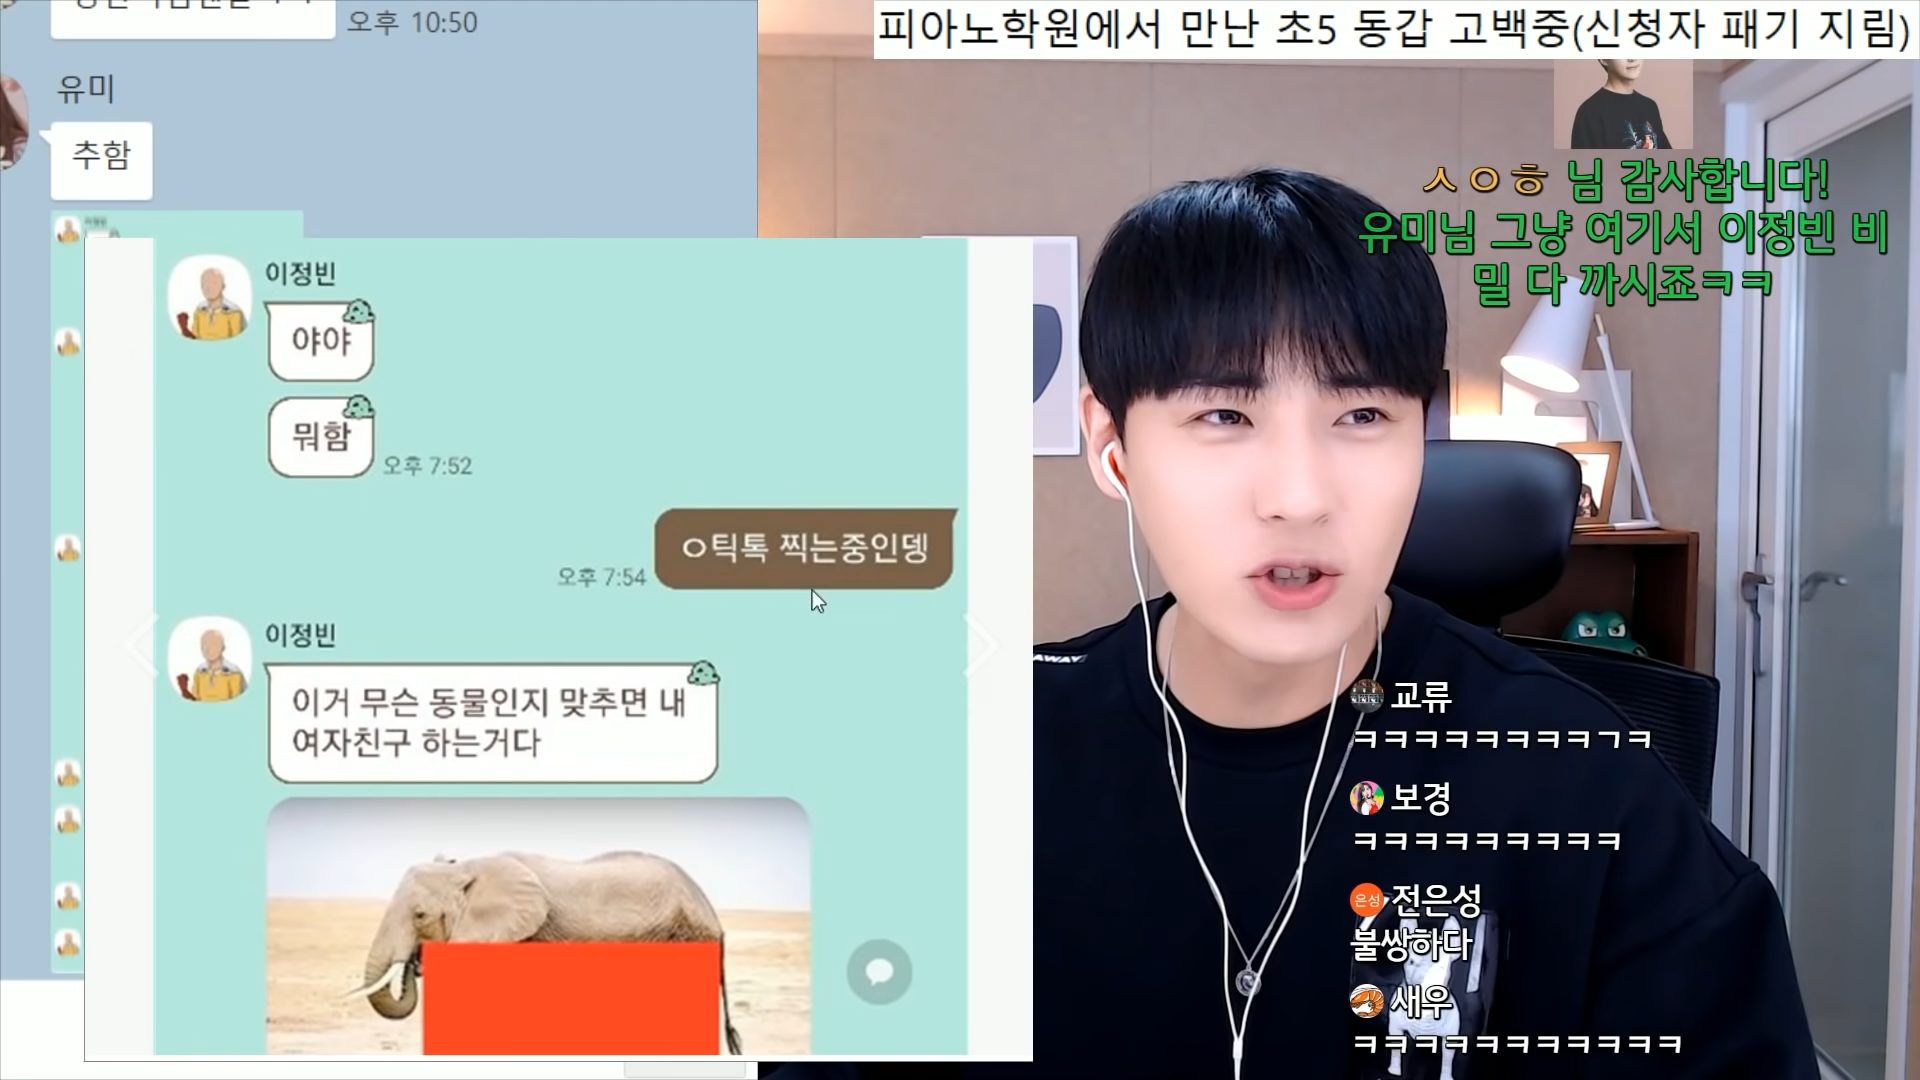 오후 10:50
피아노학원에서 만난 초5 동갑 고백중(신청자 패기 지림)
유미
추함
ㅅㅇㅎ 님 감사합니다!
유미님 그냥 여기서 이정빈 비
밀 다 까시죠ㅋㅋ
이정빈
야야
뭐함
오후 7:52
ㅇ틱톡 찍는중인뎅
오후 7:54
이정빈
이거 무슨 동물인지 맞추면 내
여자친구 하는거다
AWAY
교류
ㅋㅋㅋㅋㅋㅋㅋㅋㄱㅋ
보경
ㅋㅋㅋㅋㅋㅋㅋㅋㅋ
은성
전은성
불쌍하다
새우
ㅋㅋㅋㅋㅋㅋㅋㅋㅋㅋㅋ